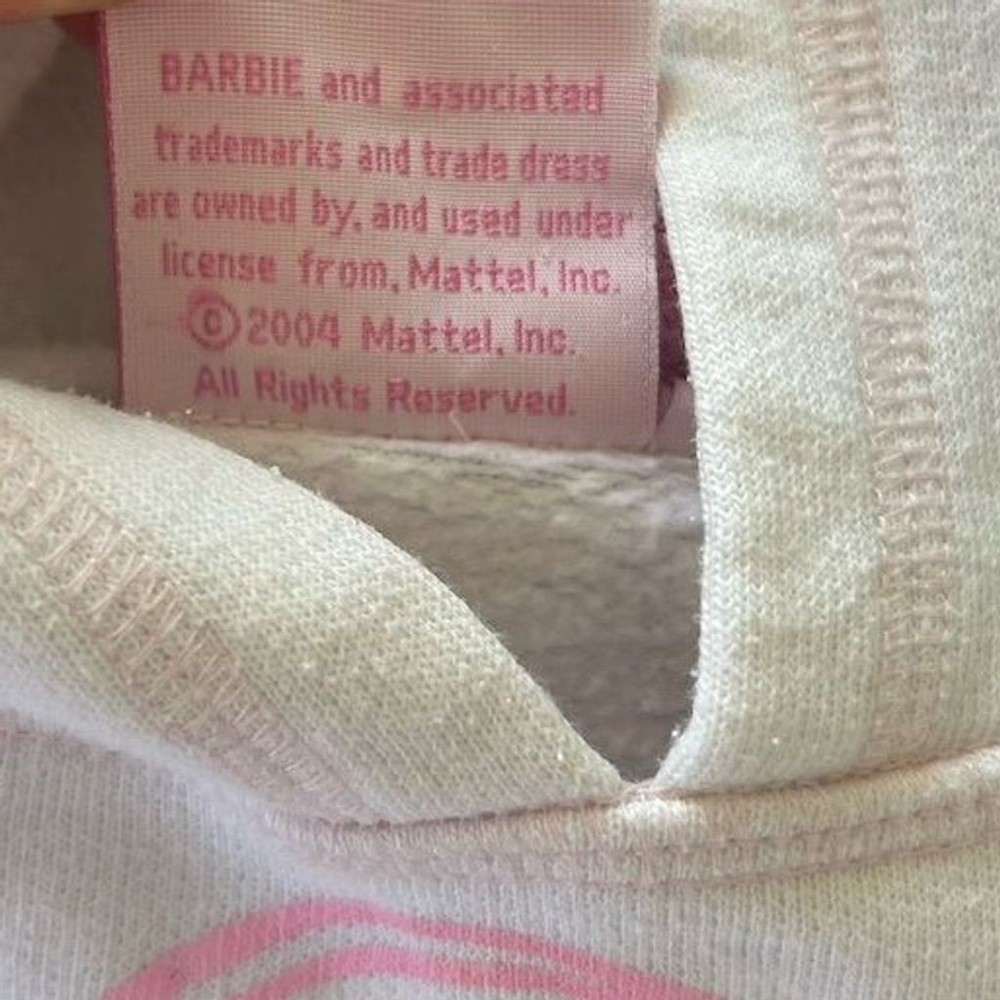 BARBIE and associated
trademarks and trade dress
are owned by, and used under
license from, Mattel, Inc.
© 2004 Mattel, Inc.
All Rights Reserved.